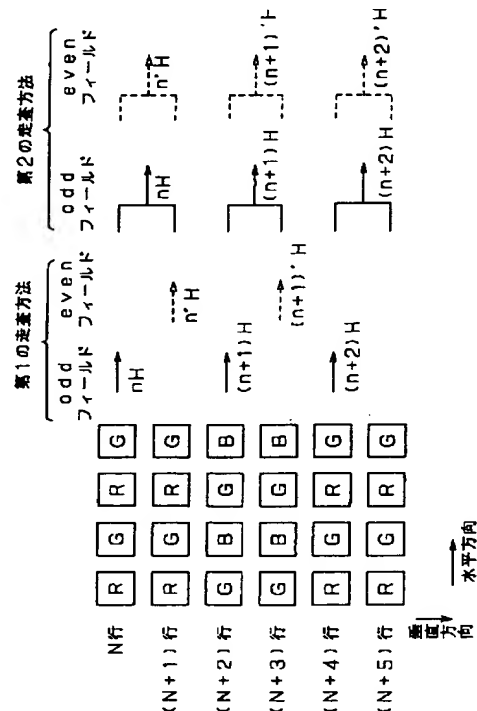 第1の走査方法
第2の走査方法
odd
フィールド
even
フィールド
odd
フィールド
even
フィールド
N行 R G R G nH nH n'H
(N+1)行 R G R G n'H
(N+2)行 G B G B (n+1)H (n+1)H (n+1)'H
(N+3)行 G B G B (n+1)'H
(N+4)行 R G R G (n+2)H (n+2)H (n+2)'H
(N+5)行 R G R G
垂直方向
水平方向